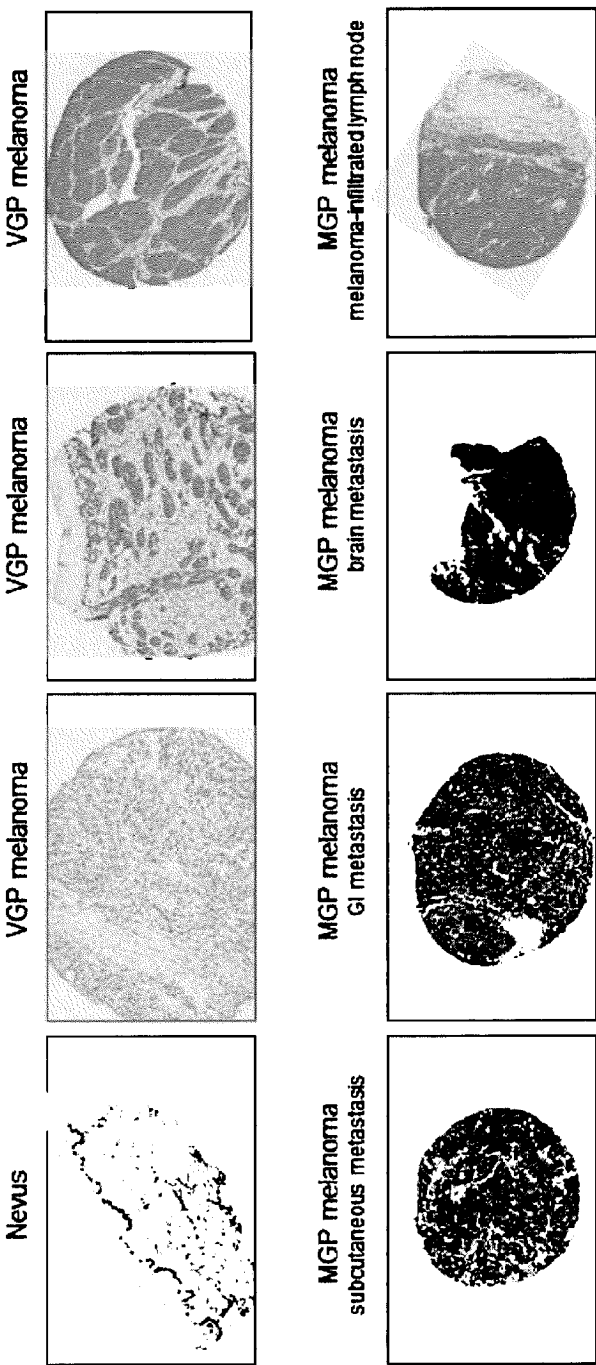 Nevus
VGP melanoma
VGP melanoma
VGP melanoma
MGP melanoma
subcutaneous metastasis
MGP melanoma
GI metastasis
MGP melanoma
brain metastasis
MGP melanoma
melanoma-infiltrated lymph node